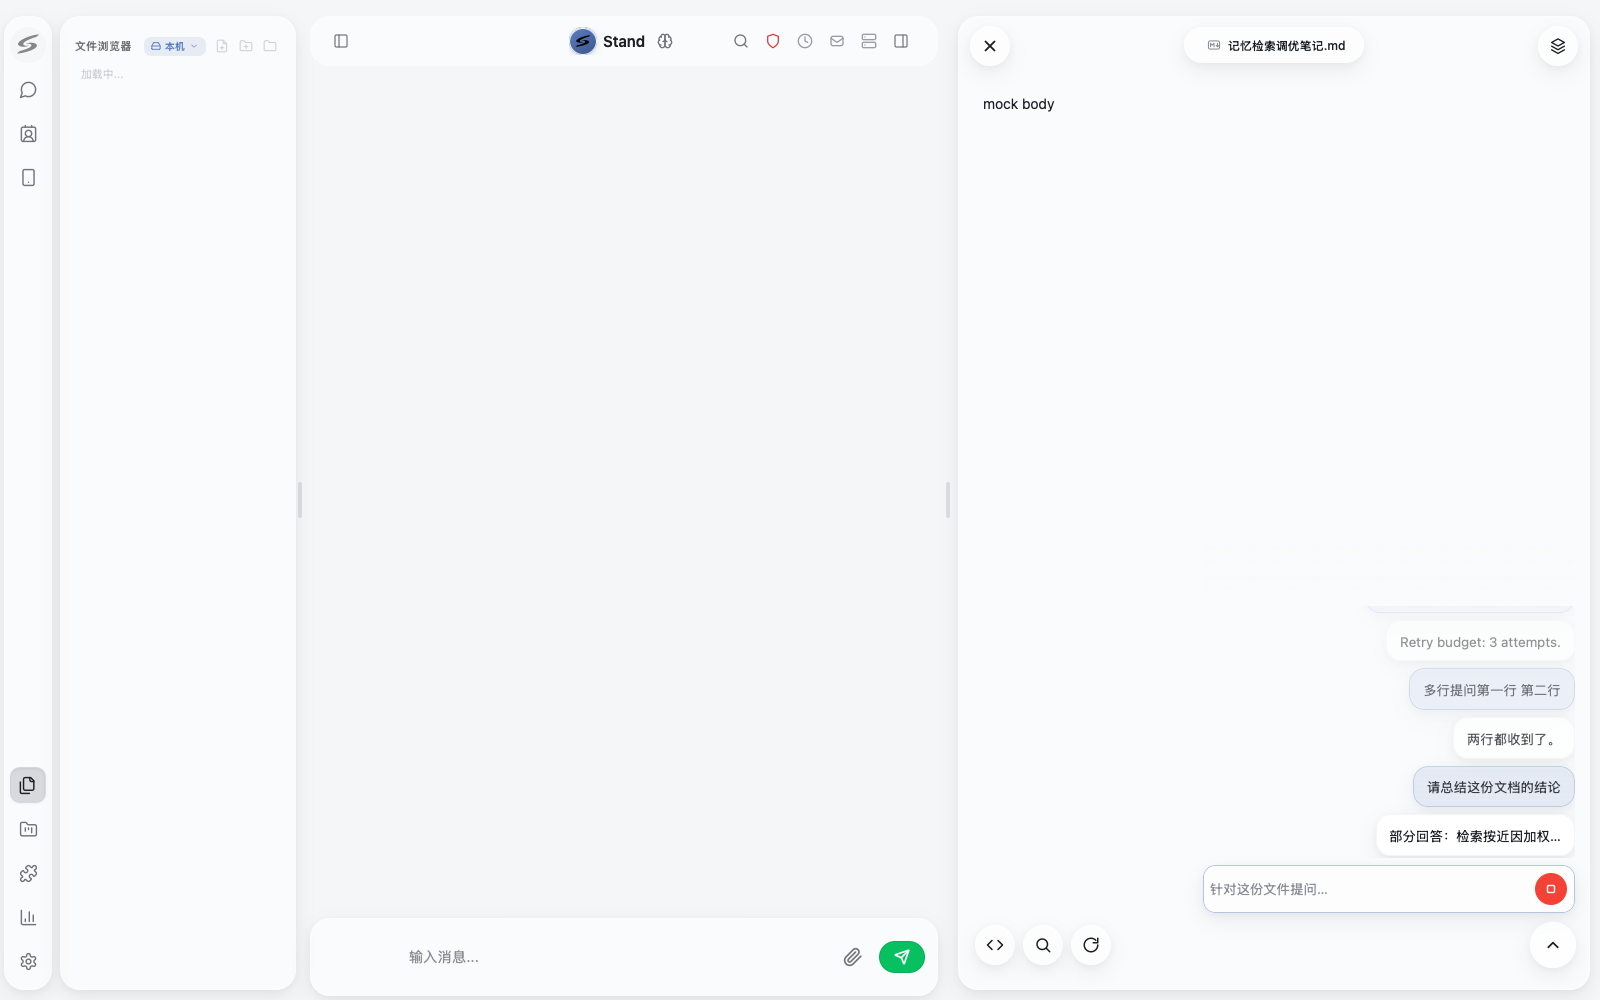 文件浏览器
本机
加载中...
Stand
记忆检索调优笔记.md
mock body
Retry budget: 3 attempts.
多行提问第一行 第二行
两行都收到了。
请总结这份文档的结论
部分回答：检索按近因加权...
针对这份文件提问...
输入消息...